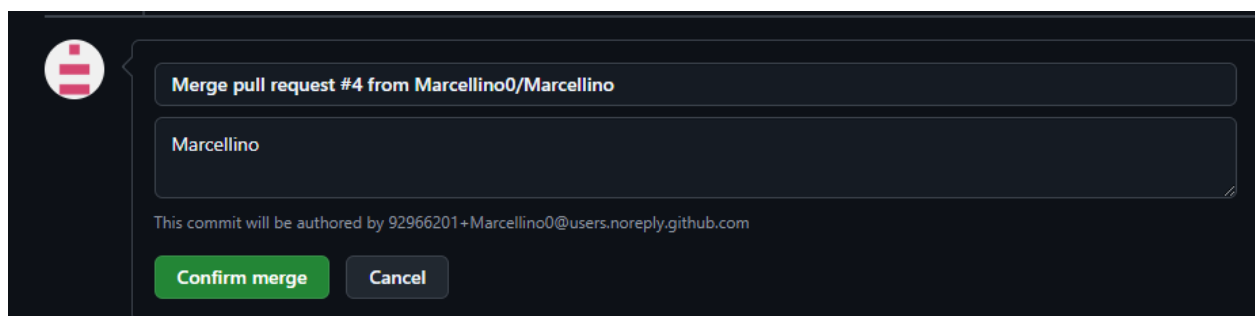 Merge pull request #4 from Marcellino0/Marcellino
Marcellino
This commit will be authored by 92966201+Marcellino0@users.noreply.github.com
Confirm merge
Cancel